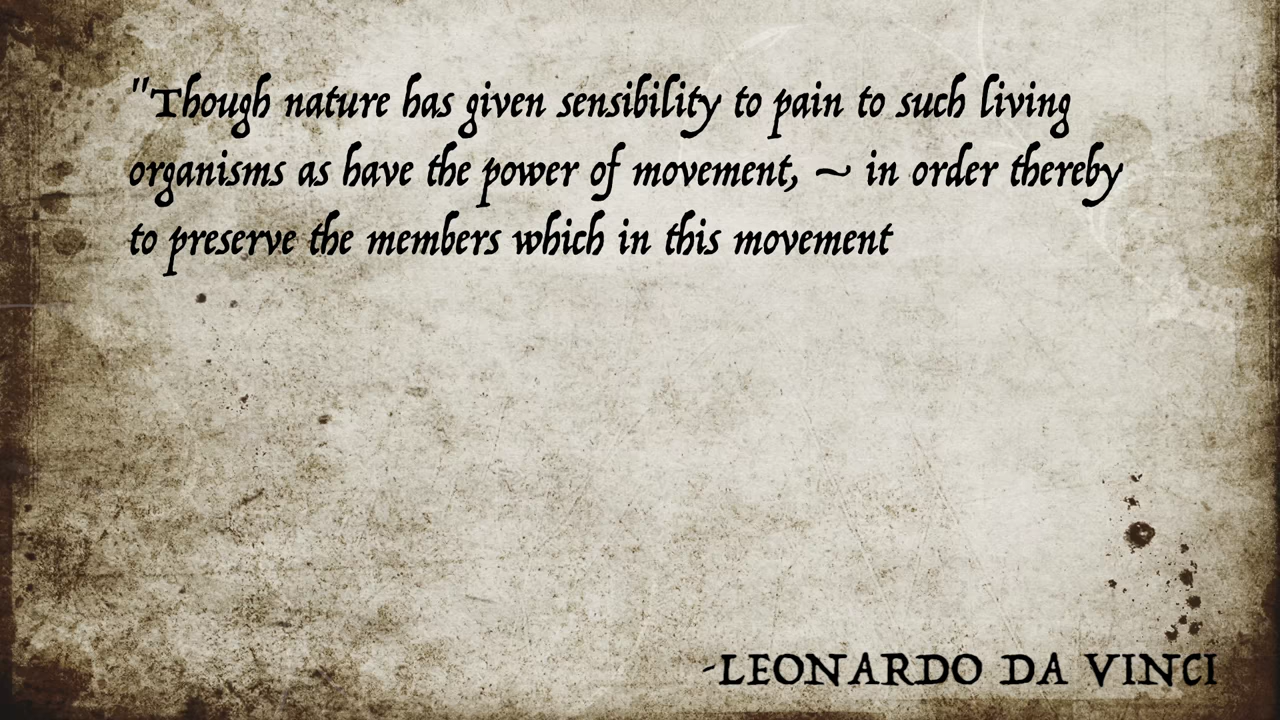 "Though nature has given sensibility to pain to such living
organisms as have the power of movement, ~ in order thereby
to preserve the members which in this movement
-LEONARDO DA VINCI